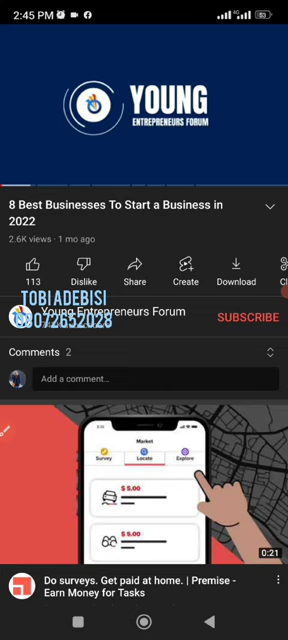 2:45 PM
4G
53
YOUNG
ENTREPRENEURS FORUM
8 Best Businesses To Start a Business in
2022
2.6K views · 1 mo ago
113
Dislike
Share
Create
Download
TOBI ADEBISI
Young Entrepreneurs Forum
SUBSCRIBE
Comments 2
Add a comment...
Market
Survey
Locate
Explore
$ 5.00
$ 5.00
0:21
Do surveys. Get paid at home. | Premise -
Earn Money for Tasks